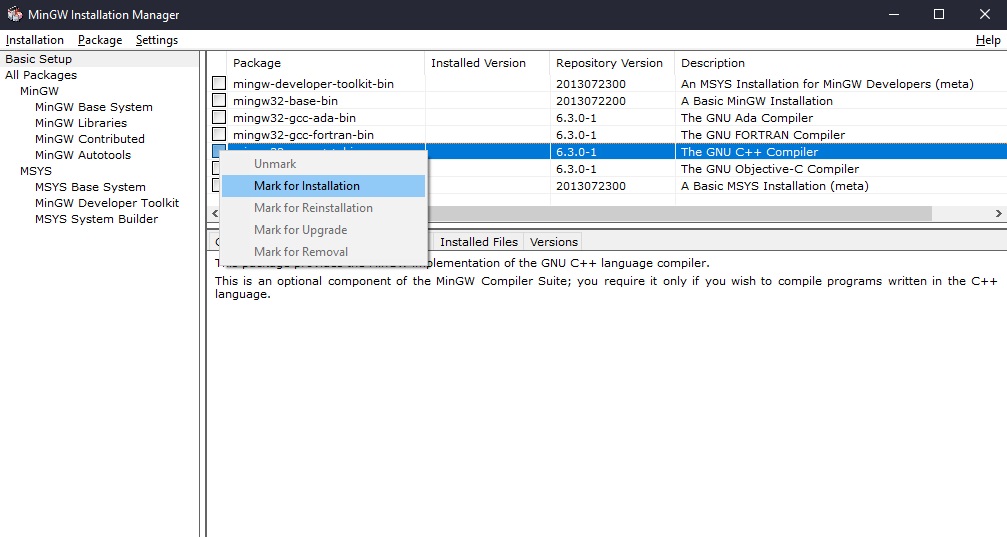 MinGW Installation Manager
Installation Package Settings Help
Basic Setup
All Packages
MinGW
MinGW Base System
MinGW Libraries
MinGW Contributed
MinGW Autotools
MSYS
MSYS Base System
MinGW Developer Toolkit
MSYS System Builder
Package Installed Version Repository Version Description
mingw-developer-toolkit-bin 2013072300 An MSYS Installation for MinGW Developers (meta)
mingw32-base-bin 2013072200 A Basic MinGW Installation
mingw32-gcc-ada-bin 6.3.0-1 The GNU Ada Compiler
mingw32-gcc-fortran-bin 6.3.0-1 The GNU FORTRAN Compiler
6.3.0-1 The GNU C++ Compiler
6.3.0-1 The GNU Objective-C Compiler
2013072300 A Basic MSYS Installation (meta)
Unmark
Mark for Installation
Mark for Reinstallation
Mark for Upgrade
Mark for Removal
Installed Files Versions
of the GNU C++ language compiler.
This is an optional component of the MinGW Compiler Suite; you require it only if you wish to compile programs written in the C++
language.